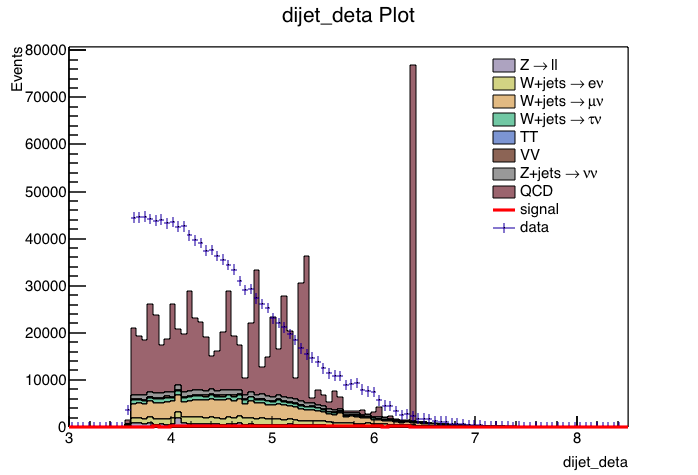 dijet_deta Plot
Events
80000
70000
60000
50000
40000
30000
20000
10000
0
3
4
5
6
7
8
dijet_deta
Z → ll
W+jets → eν
W+jets → μν
W+jets → τν
TT
VV
Z+jets → νν
QCD
signal
data